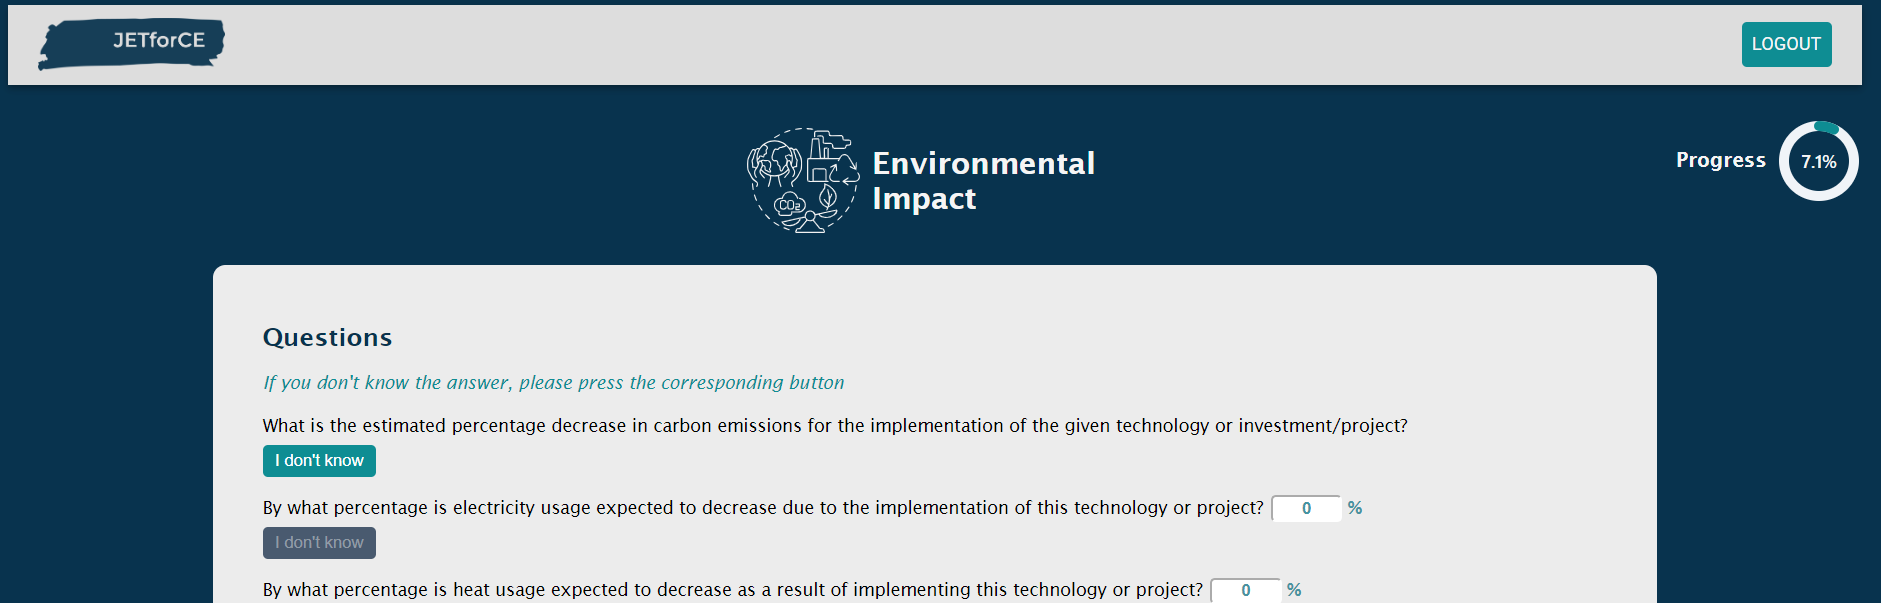 JETforCE
LOGOUT
CO2
Environmental
Impact
Progress
7.1%
Questions
If you don't know the answer, please press the corresponding button
What is the estimated percentage decrease in carbon emissions for the implementation of the given technology or investment/project?
I don't know
By what percentage is electricity usage expected to decrease due to the implementation of this technology or project? 0 %
I don't know
By what percentage is heat usage expected to decrease as a result of implementing this technology or project? 0 %